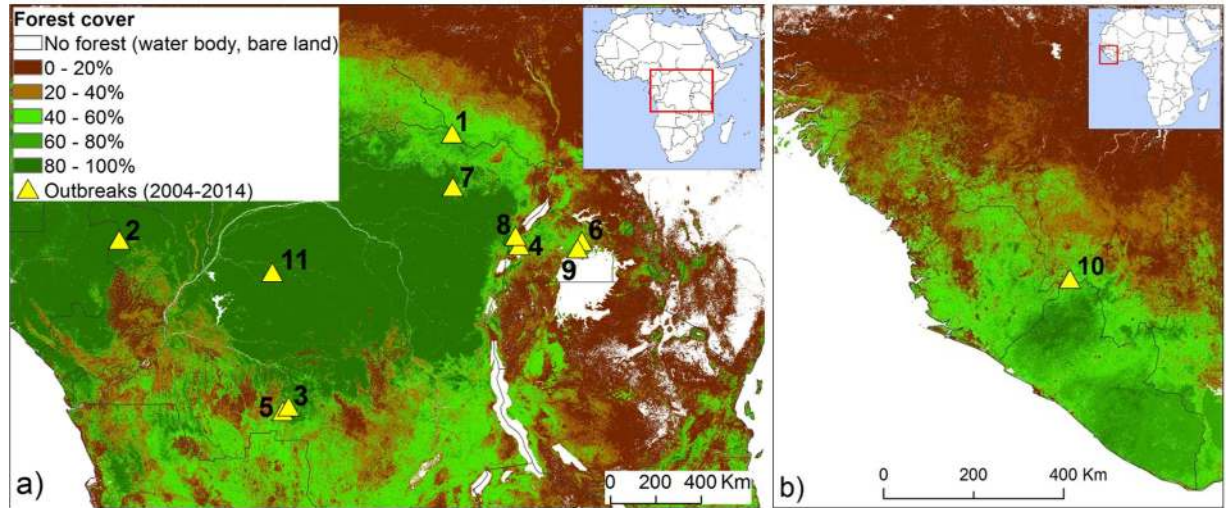 Forest cover
No forest (water body, bare land)
0 - 20%
20 - 40%
40 - 60%
60 - 80%
80 - 100%
Outbreaks (2004-2014)
1
7
2
8
6
4
9
11
3
5
a)
0 200 400 Km
10
b)
0 200 400 Km